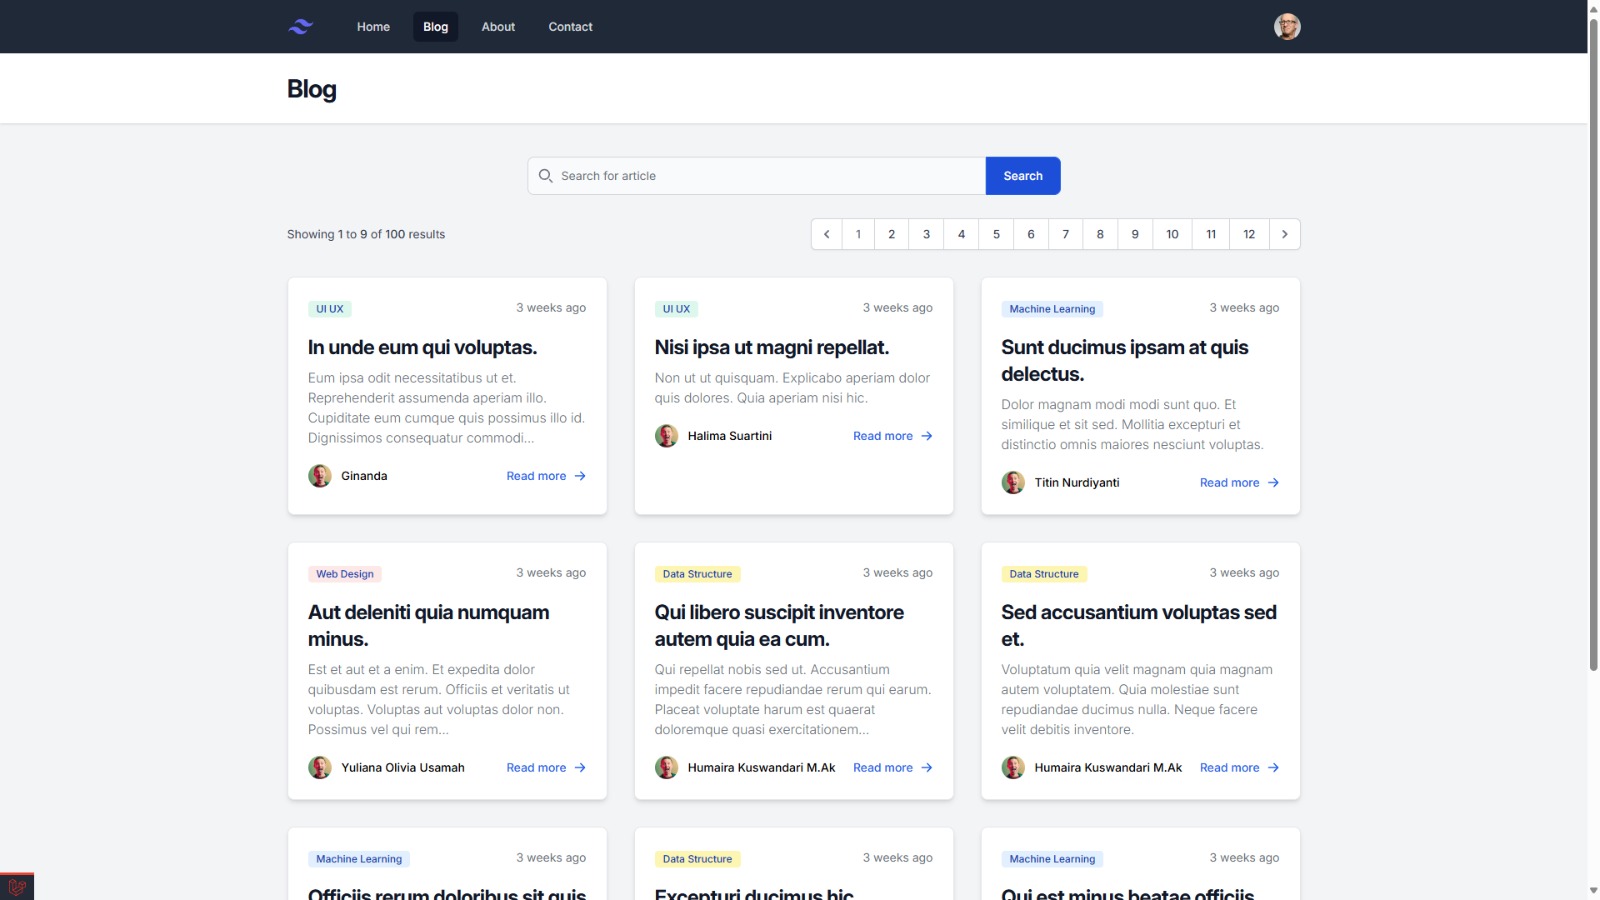 Home Blog About Contact
Blog
Search for article Search
Showing 1 to 9 of 100 results
1 2 3 4 5 6 7 8 9 10 11 12
UI UX 3 weeks ago
In unde eum qui voluptas.
Eum ipsa odit necessitatibus ut et.
Reprehenderit assumenda aperiam illo.
Cupiditate eum cumque quis possimus illo id.
Dignissimos consequatur commodi...
Ginanda Read more
UI UX 3 weeks ago
Nisi ipsa ut magni repellat.
Non ut ut quisquam. Explicabo aperiam dolor
quis dolores. Quia aperiam nisi hic.
Halima Suartini Read more
Machine Learning 3 weeks ago
Sunt ducimus ipsam at quis
delectus.
Dolor magnam modi modi sunt quo. Et
similique et sit sed. Mollitia excepturi et
distinctio omnis maiores nesciunt voluptas.
Titin Nurdiyanti Read more
Web Design 3 weeks ago
Aut deleniti quia numquam
minus.
Est et aut et a enim. Et expedita dolor
quibusdam est rerum. Officiis et veritatis ut
voluptas. Voluptas aut voluptas dolor non.
Possimus vel qui rem...
Yuliana Olivia Usamah Read more
Data Structure 3 weeks ago
Qui libero suscipit inventore
autem quia ea cum.
Qui repellat nobis sed ut. Accusantium
impedit facere repudiandae rerum qui earum.
Placeat voluptate harum est quaerat
doloremque quasi exercitationem...
Humaira Kuswandari M.Ak Read more
Data Structure 3 weeks ago
Sed accusantium voluptas sed
et.
Voluptatum quia velit magnam quia magnam
autem voluptatem. Quia molestiae sunt
repudiandae ducimus nulla. Neque facere
velit debitis inventore.
Humaira Kuswandari M.Ak Read more
Machine Learning 3 weeks ago
Officiis rerum doloribus sit quis
Data Structure 3 weeks ago
Excepturi ducimus hic
Machine Learning 3 weeks ago
Qui est minus beatae officiis